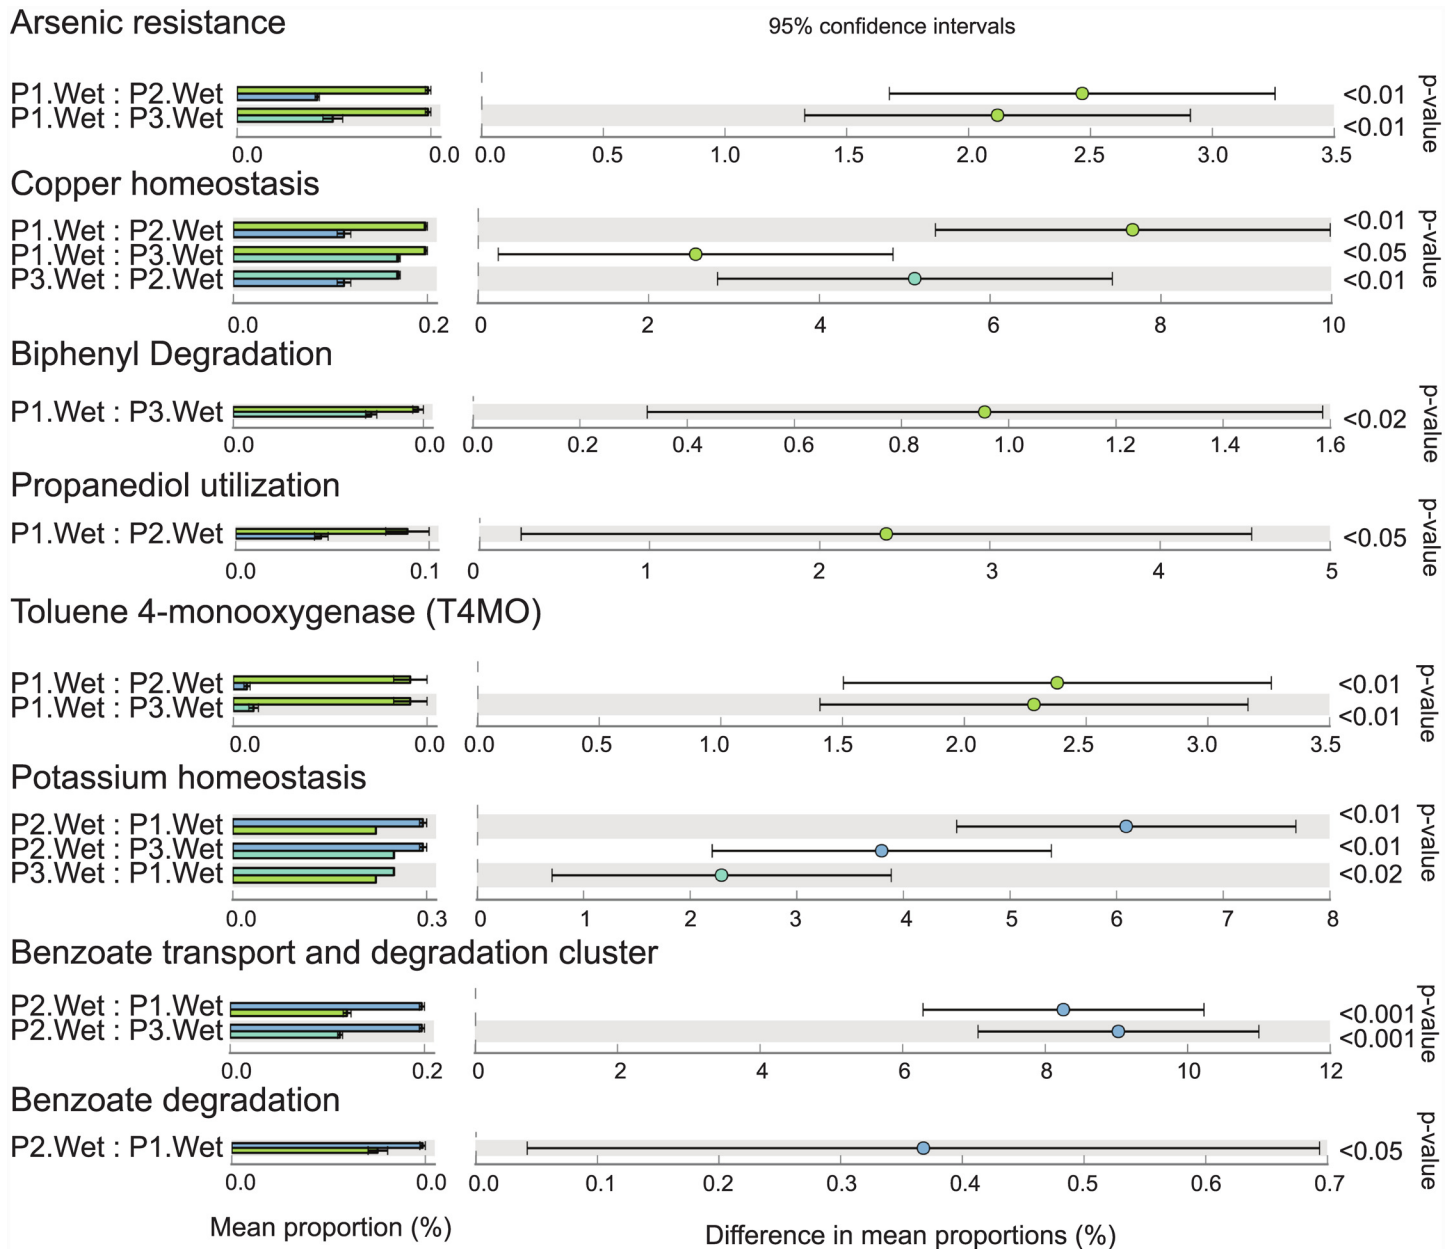 Arsenic resistance
95% confidence intervals
P1.Wet : P2.Wet
<0.01
P1.Wet : P3.Wet
<0.01
p-value
0.0 0.0 0.0 0.5 1.0 1.5 2.0 2.5 3.0 3.5
Copper homeostasis
P1.Wet : P2.Wet
<0.01
P1.Wet : P3.Wet
<0.05
P3.Wet : P2.Wet
<0.01
p-value
0.0 0.2 0 2 4 6 8 10
Biphenyl Degradation
P1.Wet : P3.Wet
<0.02
p-value
0.0 0.0 0.0 0.2 0.4 0.6 0.8 1.0 1.2 1.4 1.6
Propanediol utilization
P1.Wet : P2.Wet
<0.05
p-value
0.0 0.1 0 1 2 3 4 5
Toluene 4-monooxygenase (T4MO)
P1.Wet : P2.Wet
<0.01
P1.Wet : P3.Wet
<0.01
p-value
0.0 0.0 0.0 0.5 1.0 1.5 2.0 2.5 3.0 3.5
Potassium homeostasis
P2.Wet : P1.Wet
<0.01
P2.Wet : P3.Wet
<0.01
P3.Wet : P1.Wet
<0.02
p-value
0.0 0.3 0 1 2 3 4 5 6 7 8
Benzoate transport and degradation cluster
P2.Wet : P1.Wet
<0.001
P2.Wet : P3.Wet
<0.001
p-value
0.0 0.2 0 2 4 6 8 10 12
Benzoate degradation
P2.Wet : P1.Wet
<0.05
p-value
0.0 0.0 0.0 0.1 0.2 0.3 0.4 0.5 0.6 0.7
Mean proportion (%)
Difference in mean proportions (%)